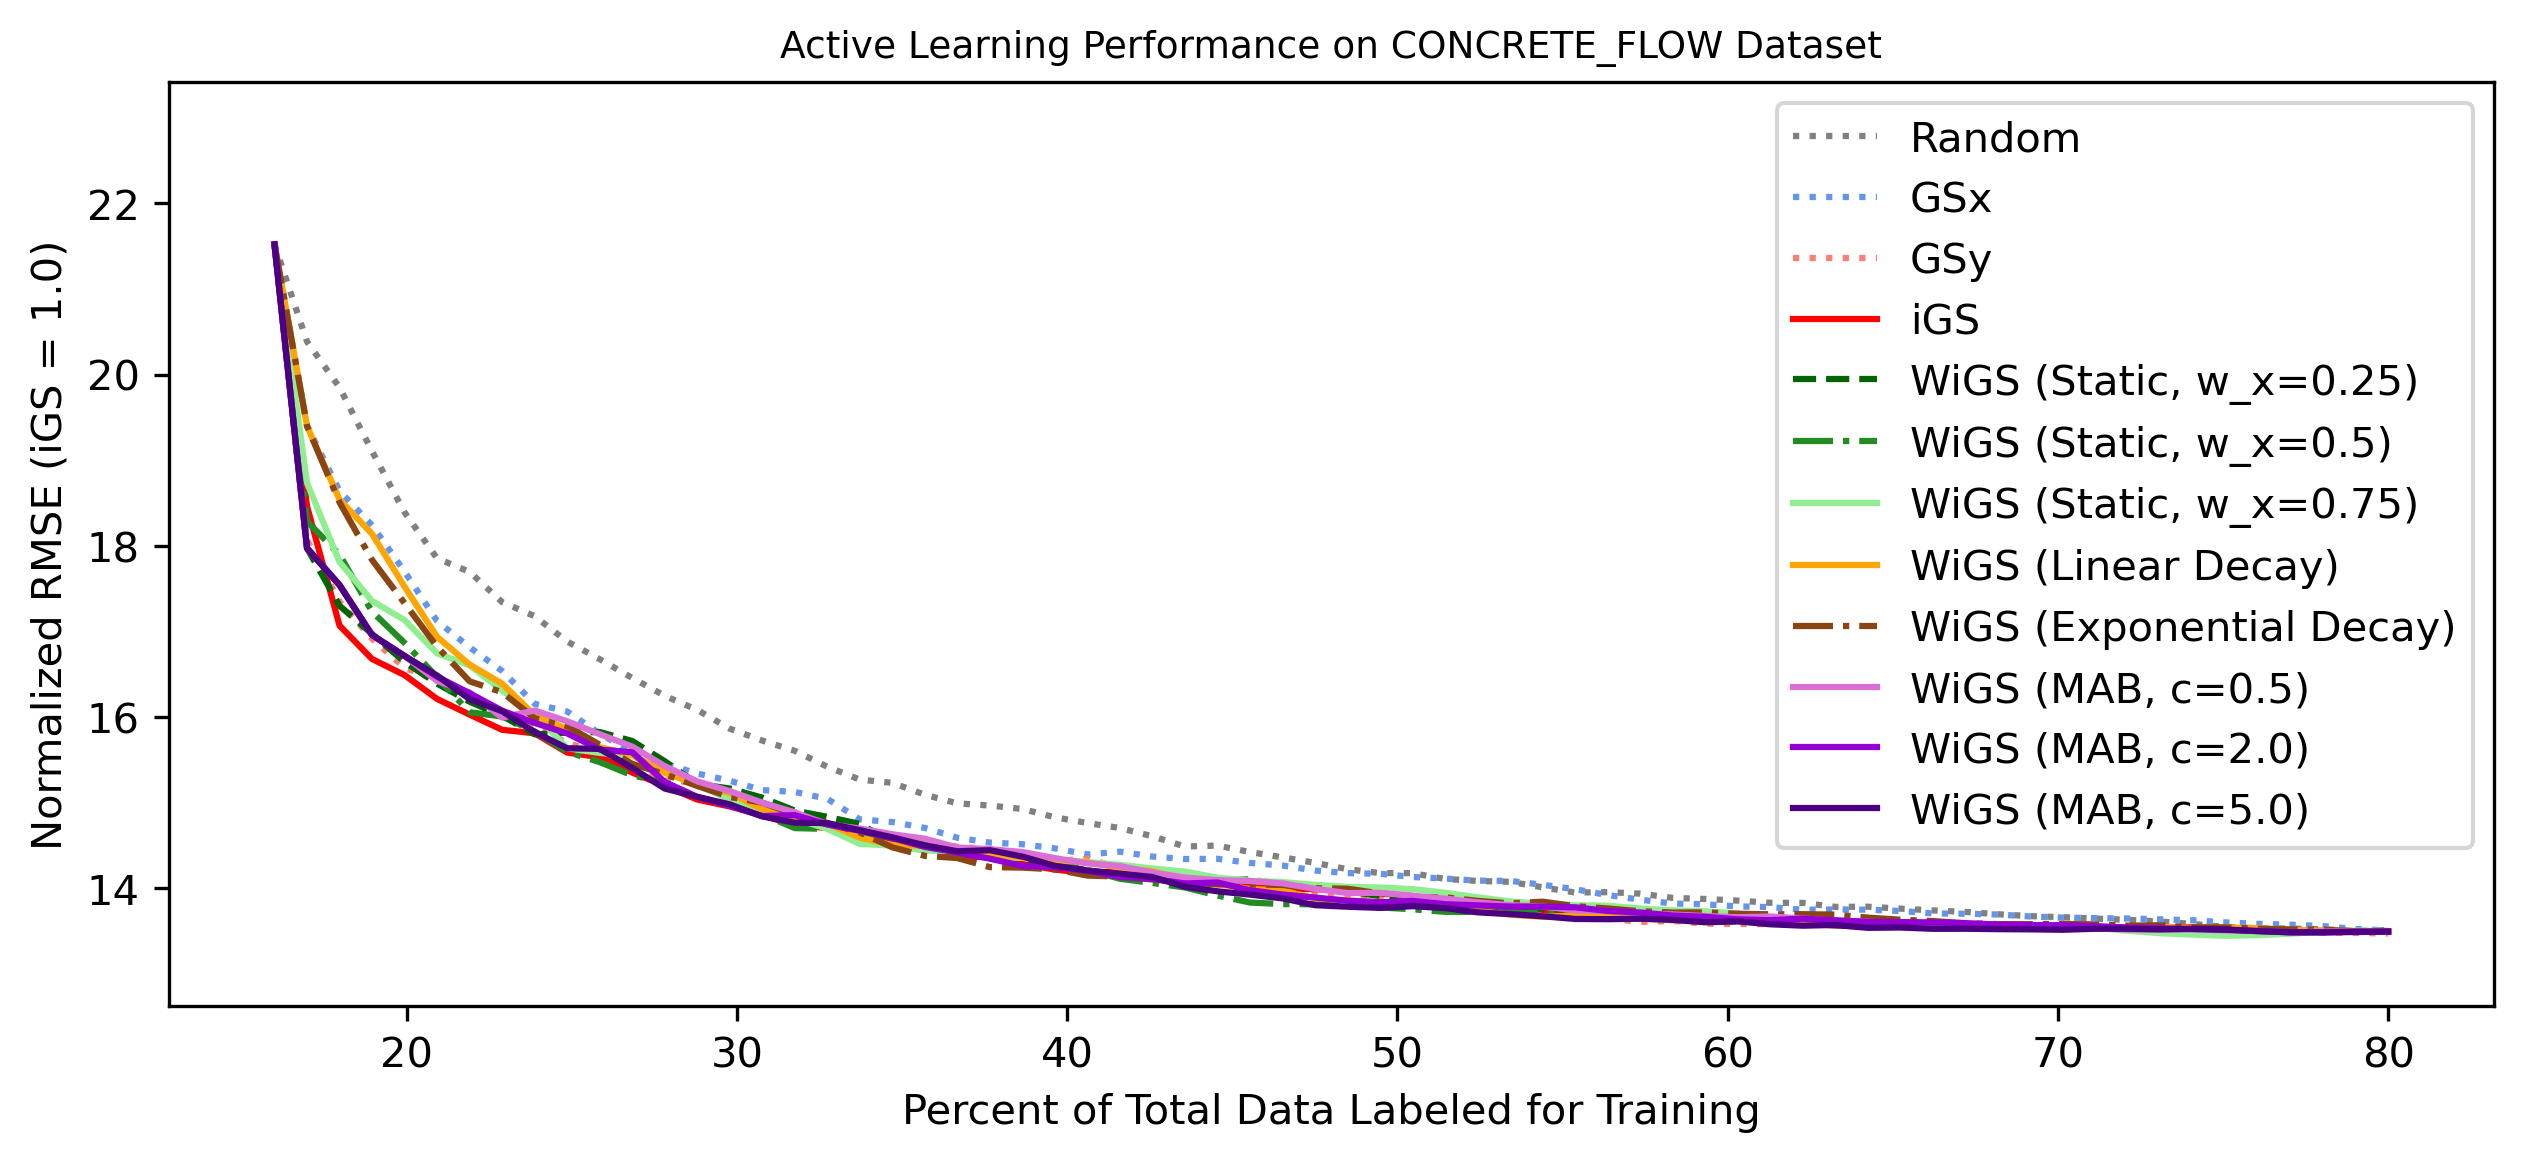 Active Learning Performance on CONCRETE_FLOW Dataset
Normalized RMSE (iGS = 1.0)
22
20
18
16
14
Random
GSx
GSy
iGS
WiGS (Static, w_x=0.25)
WiGS (Static, w_x=0.5)
WiGS (Static, w_x=0.75)
WiGS (Linear Decay)
WiGS (Exponential Decay)
WiGS (MAB, c=0.5)
WiGS (MAB, c=2.0)
WiGS (MAB, c=5.0)
20 30 40 50 60 70 80
Percent of Total Data Labeled for Training